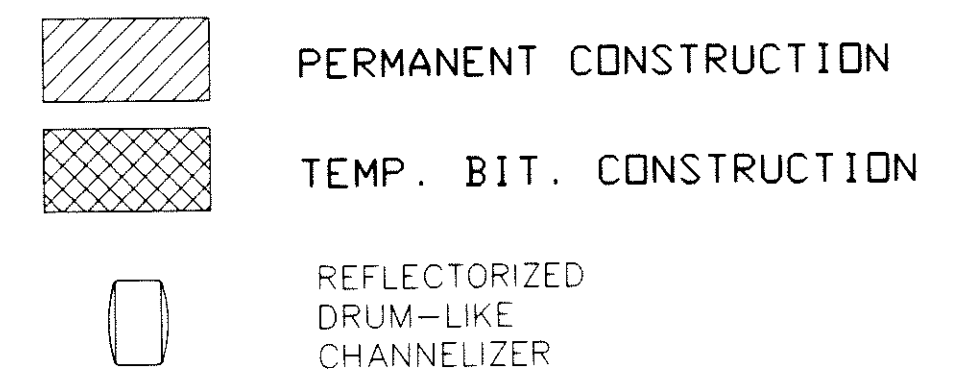 PERMANENT CONSTRUCTION
TEMP. BIT. CONSTRUCTION
REFLECTORIZED
DRUM-LIKE
CHANNELIZER